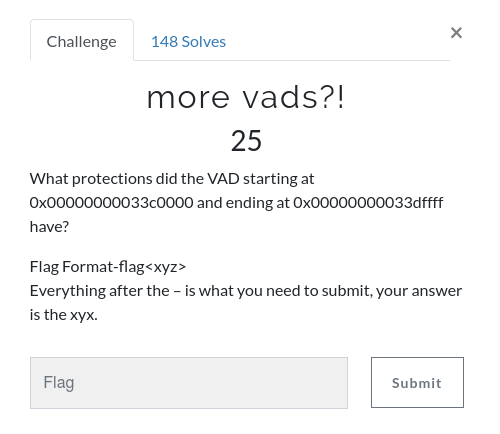 Challenge
148 Solves
×
more vads?!
25
What protections did the VAD starting at
0x00000000033c0000 and ending at 0x00000000033dffff
have?
Flag Format-flag<xyz>
Everything after the – is what you need to submit, your answer
is the xyx.
Flag
Submit